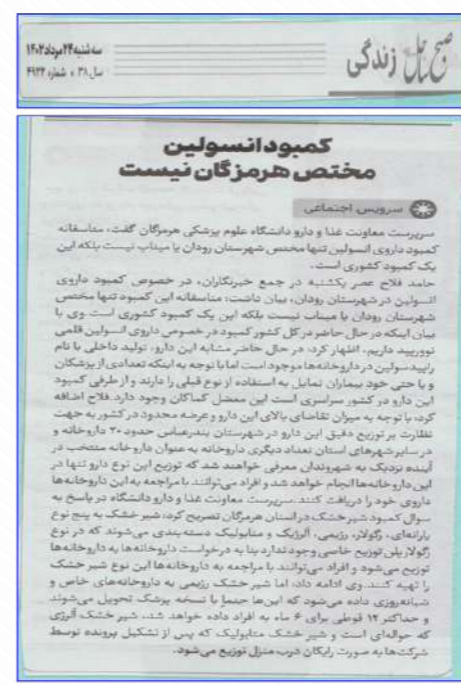 صبح ساحل زندگی
سه شنبه ۲۴ مرداد ۱۴۰۲
سال ۳۸ • شماره ۴۹۳۳
کمبود انسولین
مختص هرمزگان نیست
سرویس اجتماعی
سرپرست معاونت غذا و دارو دانشگاه علوم پزشکی هرمزگان گفت، متاسفانه
کمبود داروی انسولین تنها مختص شهرستان رودان یا میناب نیست بلکه این
یک کمبود کشوری است.
حامد فلاح عصر یکشنبه در جمع خبرنگاران، در خصوص کمبود داروی
انسولین در شهرستان رودان، بیان داشت: متاسفانه این کمبود تنها مختص
شهرستان رودان یا میناب نیست بلکه این یک کمبود کشوری است. وی با
بیان اینکه در حال حاضر در کل کشور کمبود در خصوص داروی انسولین قلمی
نوورپید داریم، اظهار کرد: در حال حاضر مشابه این دارو، تولید داخلی با نام
راپیدسولین در داروخانه‌ها موجود است اما با توجه به اینکه تعدادی از پزشکان
و یا حتی خود بیماران تمایل به استفاده از نوع قبلی را دارند و از طرفی کمبود
این دارو در کشور سراسری است این معضل کماکان وجود دارد. فلاح اضافه
کرد: با توجه به میزان تقاضای بالای این دارو و عرضه محدود در کشور به جهت
نظارت بر توزیع دقیق این دارو در شهرستان بندرعباس حدود ۲۰ داروخانه و
در سایر شهرهای استان تعداد دیگری داروخانه به عنوان داروخانه منتخب در
آینده نزدیک به شهروندان معرفی خواهند شد که توزیع این نوع دارو تنها در
این داروخانه‌ها انجام خواهد شد و افراد می‌توانند با مراجعه به این داروخانه‌ها
داروی خود را دریافت کنند. سرپرست معاونت غذا و دارو دانشگاه در پاسخ به
سوال کمبود شیر خشک در استان هرمزگان تصریح کرد: شیر خشک به پنج نوع
یارانه‌ای، رگولار، رژیمی، آلرژیک و متابولیک دسته‌بندی می‌شوند که در نوع
رگولار پلن توزیع خاصی وجود ندارد بنا به درخواست داروخانه‌ها به داروخانه‌ها
توزیع می‌شود و افراد می‌توانند با مراجعه به داروخانه‌ها این نوع شیر خشک
را تهیه کنند. وی ادامه داد: اما شیر خشک رژیمی به داروخانه‌های خاص و
شبانه‌روزی داده می‌شود که این‌ها حتما با نسخه پزشک تحویل می‌شوند
و حداکثر ۱۲ قوطی برای ۶ ماه به افراد داده خواهد شد، شیر خشک آلرژی
که حواله‌ای است و شیر خشک متابولیک که پس از تشکیل پرونده توسط
شرکت‌ها به صورت رایگان درب منزل توزیع می‌شود.